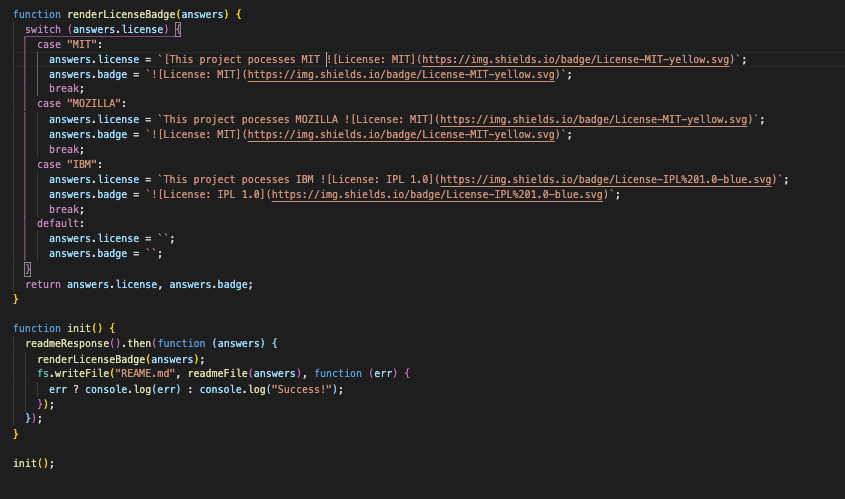 function renderLicenseBadge(answers) {
switch (answers.license) {
case "MIT":
answers.license = `[This project pocesses MIT ![License: MIT](https://img.shields.io/badge/License-MIT-yellow.svg)`;
answers.badge = `![License: MIT](https://img.shields.io/badge/License-MIT-yellow.svg)`;
break;
case "MOZILLA":
answers.license = `This project pocesses MOZILLA ![License: MIT](https://img.shields.io/badge/License-MIT-yellow.svg)`;
answers.badge = `![License: MIT](https://img.shields.io/badge/License-MIT-yellow.svg)`;
break;
case "IBM":
answers.license = `This project pocesses IBM ![License: IPL 1.0](https://img.shields.io/badge/License-IPL%201.0-blue.svg)`;
answers.badge = `![License: IPL 1.0](https://img.shields.io/badge/License-IPL%201.0-blue.svg)`;
break;
default:
answers.license = ``;
answers.badge = ``;
}
return answers.license, answers.badge;
}
function init() {
readmeResponse().then(function (answers) {
renderLicenseBadge(answers);
fs.writeFile("REAME.md", readmeFile(answers), function (err) {
err ? console.log(err) : console.log("Success!");
});
});
}
init();